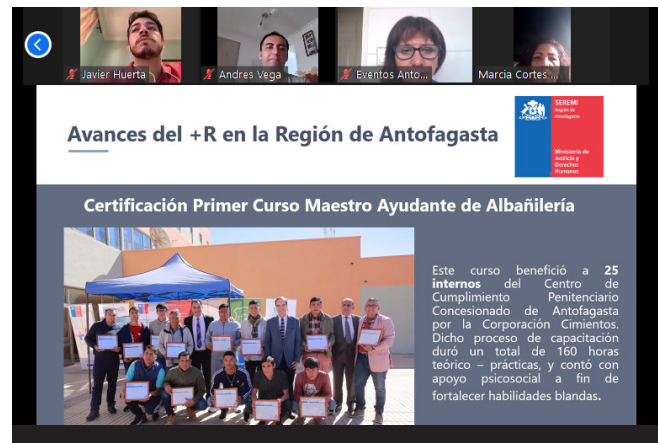 Javier Huerta
Andres Vega
Eventos Anto...
Marcia Cortes ...
Avances del +R en la Región de Antofagasta
SEREMI
Región de
Antofagasta
Ministerio de
Justicia y
Derechos
Humanos
Certificación Primer Curso Maestro Ayudante de Albañilería
Este curso benefició a 25
internos del Centro de
Cumplimiento Penitenciario
Concesionado de Antofagasta
por la Corporación Cimientos.
Dicho proceso de capacitación
duró un total de 160 horas
teórico – prácticas, y contó con
apoyo psicosocial a fin de
fortalecer habilidades blandas.